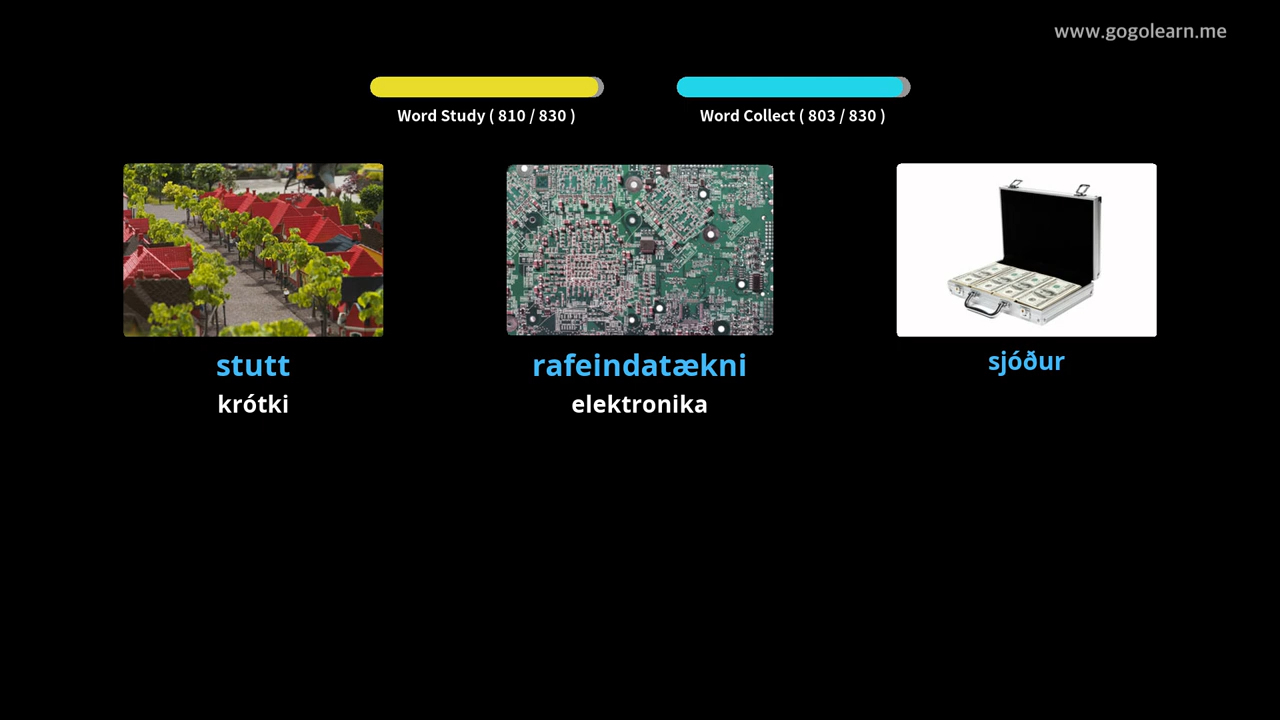 www.gogolearn.me
Word Study ( 810 / 830 )
Word Collect ( 803 / 830 )
stutt
krótki
rafeindatækni
elektronika
sjóður